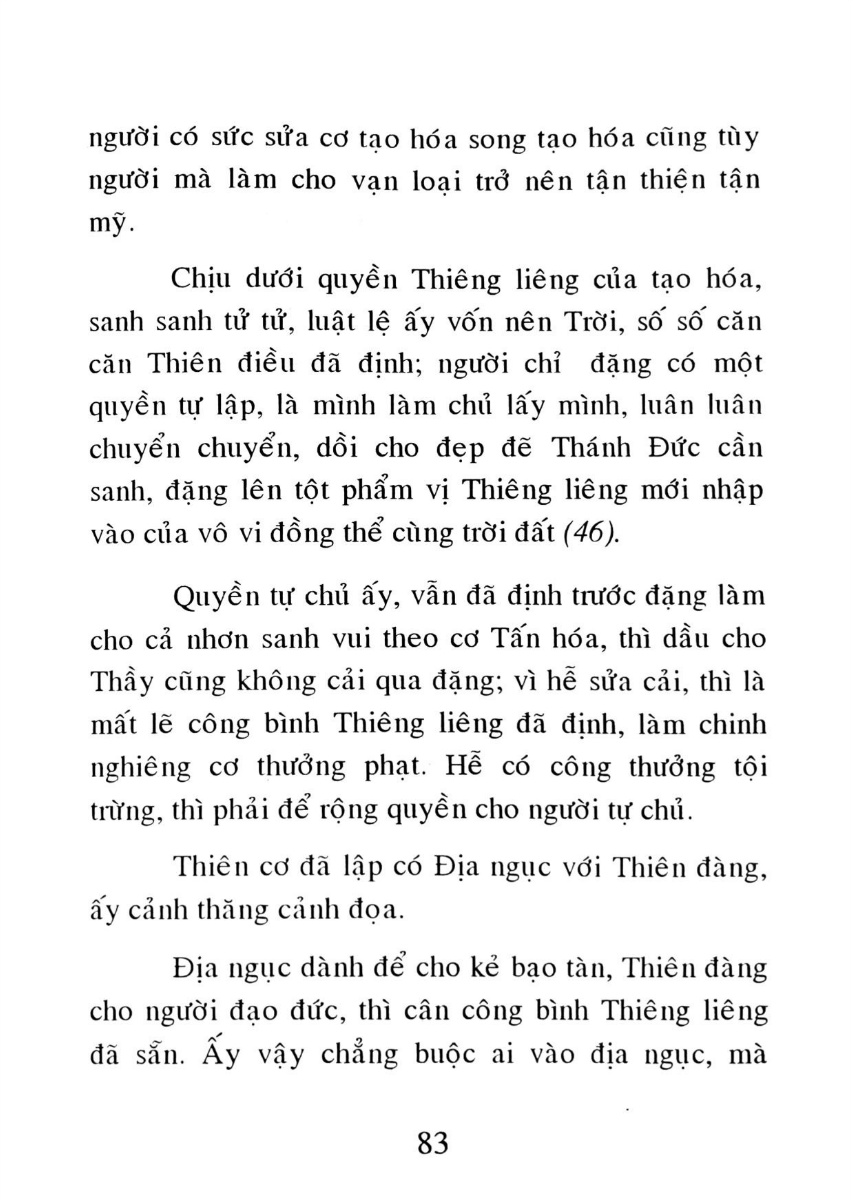 người có sức sửa cơ tạo hóa song tạo hóa cũng tùy
người mà làm cho vạn loại trở nên tận thiện tận
mỹ.
Chịu dưới quyền Thiêng liêng của tạo hóa,
sanh sanh tử tử, luật lệ ấy vốn nên Trời, số số căn
căn Thiên điều đã định; người chỉ đặng có một
quyền tự lập, là mình làm chủ lấy mình, luân luân
chuyển chuyển, dồi cho đẹp đẽ Thánh Đức cần
sanh, đặng lên tột phẩm vị Thiêng liêng mới nhập
vào của vô vi đồng thể cùng trời đất (46).
Quyền tự chủ ấy, vẫn đã định trước đặng làm
cho cả nhơn sanh vui theo cơ Tấn hóa, thì dầu cho
Thầy cũng không cải qua đặng; vì hễ sửa cải, thì là
mất lẽ công bình Thiêng liêng đã định, làm chinh
nghiêng cơ thưởng phạt. Hễ có công thưởng tội
trừng, thì phải để rộng quyền cho người tự chủ.
Thiên cơ đã lập có Địa ngục với Thiên đàng,
ấy cảnh thăng cảnh đọa.
Địa ngục dành để cho kẻ bạo tàn, Thiên đàng
cho người đạo đức, thì cân công bình Thiêng liêng
đã sẵn. Ấy vậy chẳng buộc ai vào địa ngục, mà
83